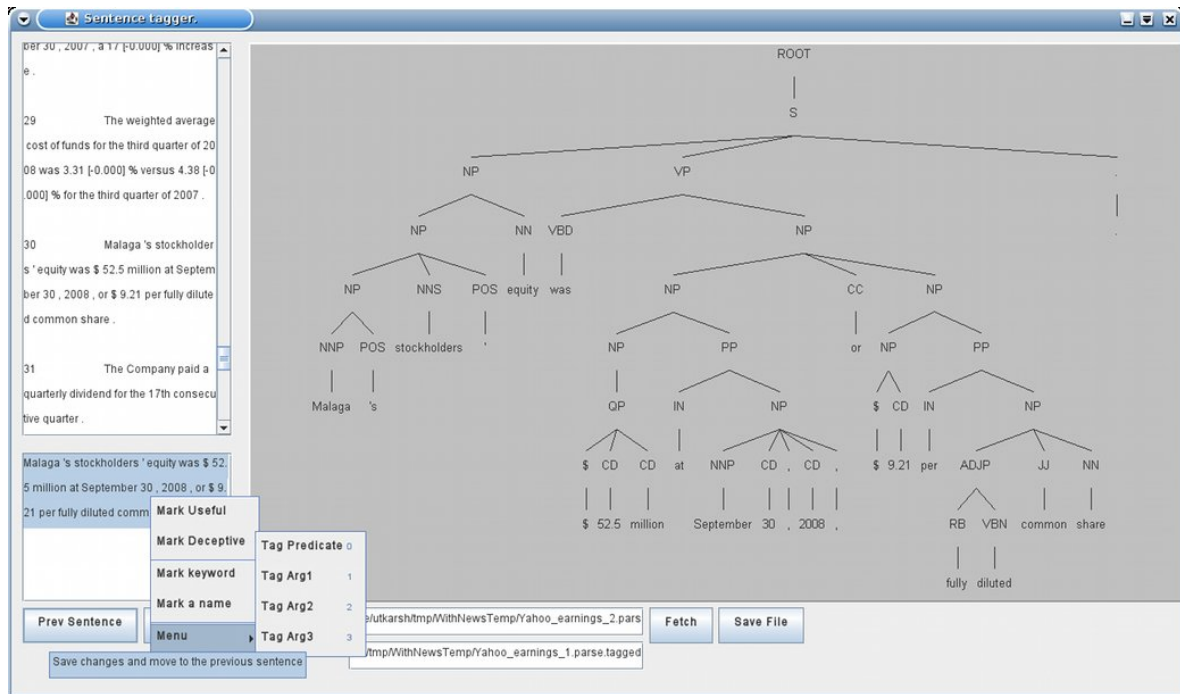 Sentence tagger.
ber 30 , 2007 , a 17 [-0.000] % increas
e .
29 The weighted average
cost of funds for the third quarter of 20
08 was 3.31 [-0.000] % versus 4.38 [-0
.000] % for the third quarter of 2007 .
30 Malaga 's stockholder
s ' equity was $ 52.5 million at Septem
ber 30 , 2008 , or $ 9.21 per fully dilute
d common share .
31 The Company paid a
quarterly dividend for the 17th consecu
tive quarter .
Malaga 's stockholders ' equity was $ 52.
5 million at September 30 , 2008 , or $ 9.
21 per fully diluted comm
Mark Useful
Mark Deceptive
Mark keyword
Mark a name
Menu
Tag Predicate 0
Tag Arg1 1
Tag Arg2 2
Tag Arg3 3
Prev Sentence
Save changes and move to the previous sentence
e/utkarsh/tmp/WithNewsTemp/Yahoo_earnings_2.pars
/tmp/WithNewsTemp/Yahoo_earnings_1.parse.tagged
Fetch
Save File
ROOT
S
NP VP .
NP NN VBD NP .
NP NNS POS equity was NP CC NP
NNP POS stockholders ' NP PP or NP PP
Malaga 's QP IN NP $ CD IN NP
$ CD CD at NNP CD , CD , $ 9.21 per ADJP JJ NN
$ 52.5 million September 30 , 2008 , RB VBN common share
fully diluted